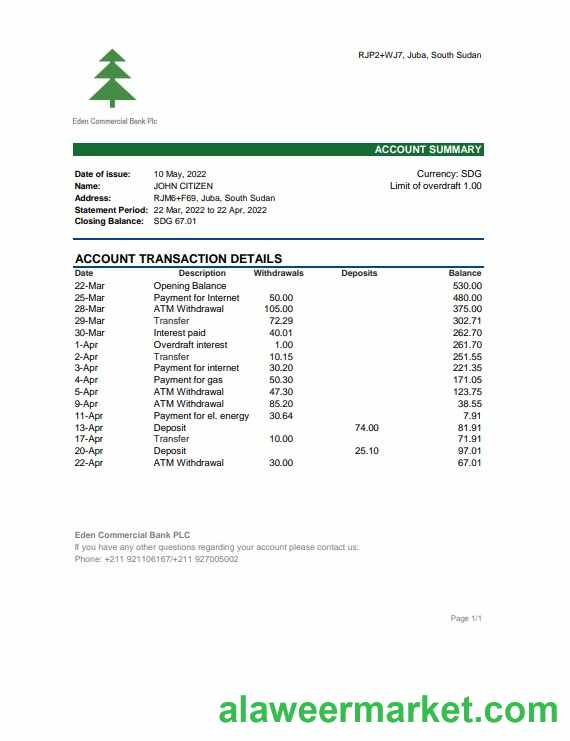 RJP2+WJ7, Juba, South Sudan
Eden Commercial Bank Plc
ACCOUNT SUMMARY
Date of issue: 10 May, 2022 Currency: SDG
Name: JOHN CITIZEN Limit of overdraft 1.00
Address: RJM6+F69, Juba, South Sudan
Statement Period: 22 Mar, 2022 to 22 Apr, 2022
Closing Balance: SDG 67.01
ACCOUNT TRANSACTION DETAILS
Date Description Withdrawals Deposits Balance
22-Mar Opening Balance 530.00
25-Mar Payment for Internet 50.00 480.00
28-Mar ATM Withdrawal 105.00 375.00
29-Mar Transfer 72.29 302.71
30-Mar Interest paid 40.01 262.70
1-Apr Overdraft interest 1.00 261.70
2-Apr Transfer 10.15 251.55
3-Apr Payment for internet 30.20 221.35
4-Apr Payment for gas 50.30 171.05
5-Apr ATM Withdrawal 47.30 123.75
9-Apr ATM Withdrawal 85.20 38.55
11-Apr Payment for el. energy 30.64 7.91
13-Apr Deposit 74.00 81.91
17-Apr Transfer 10.00 71.91
20-Apr Deposit 25.10 97.01
22-Apr ATM Withdrawal 30.00 67.01
Eden Commercial Bank PLC
If you have any other questions regarding your account please contact us:
Phone: +211 921106167/+211 927005002
Page 1/1
alaweermarket.com